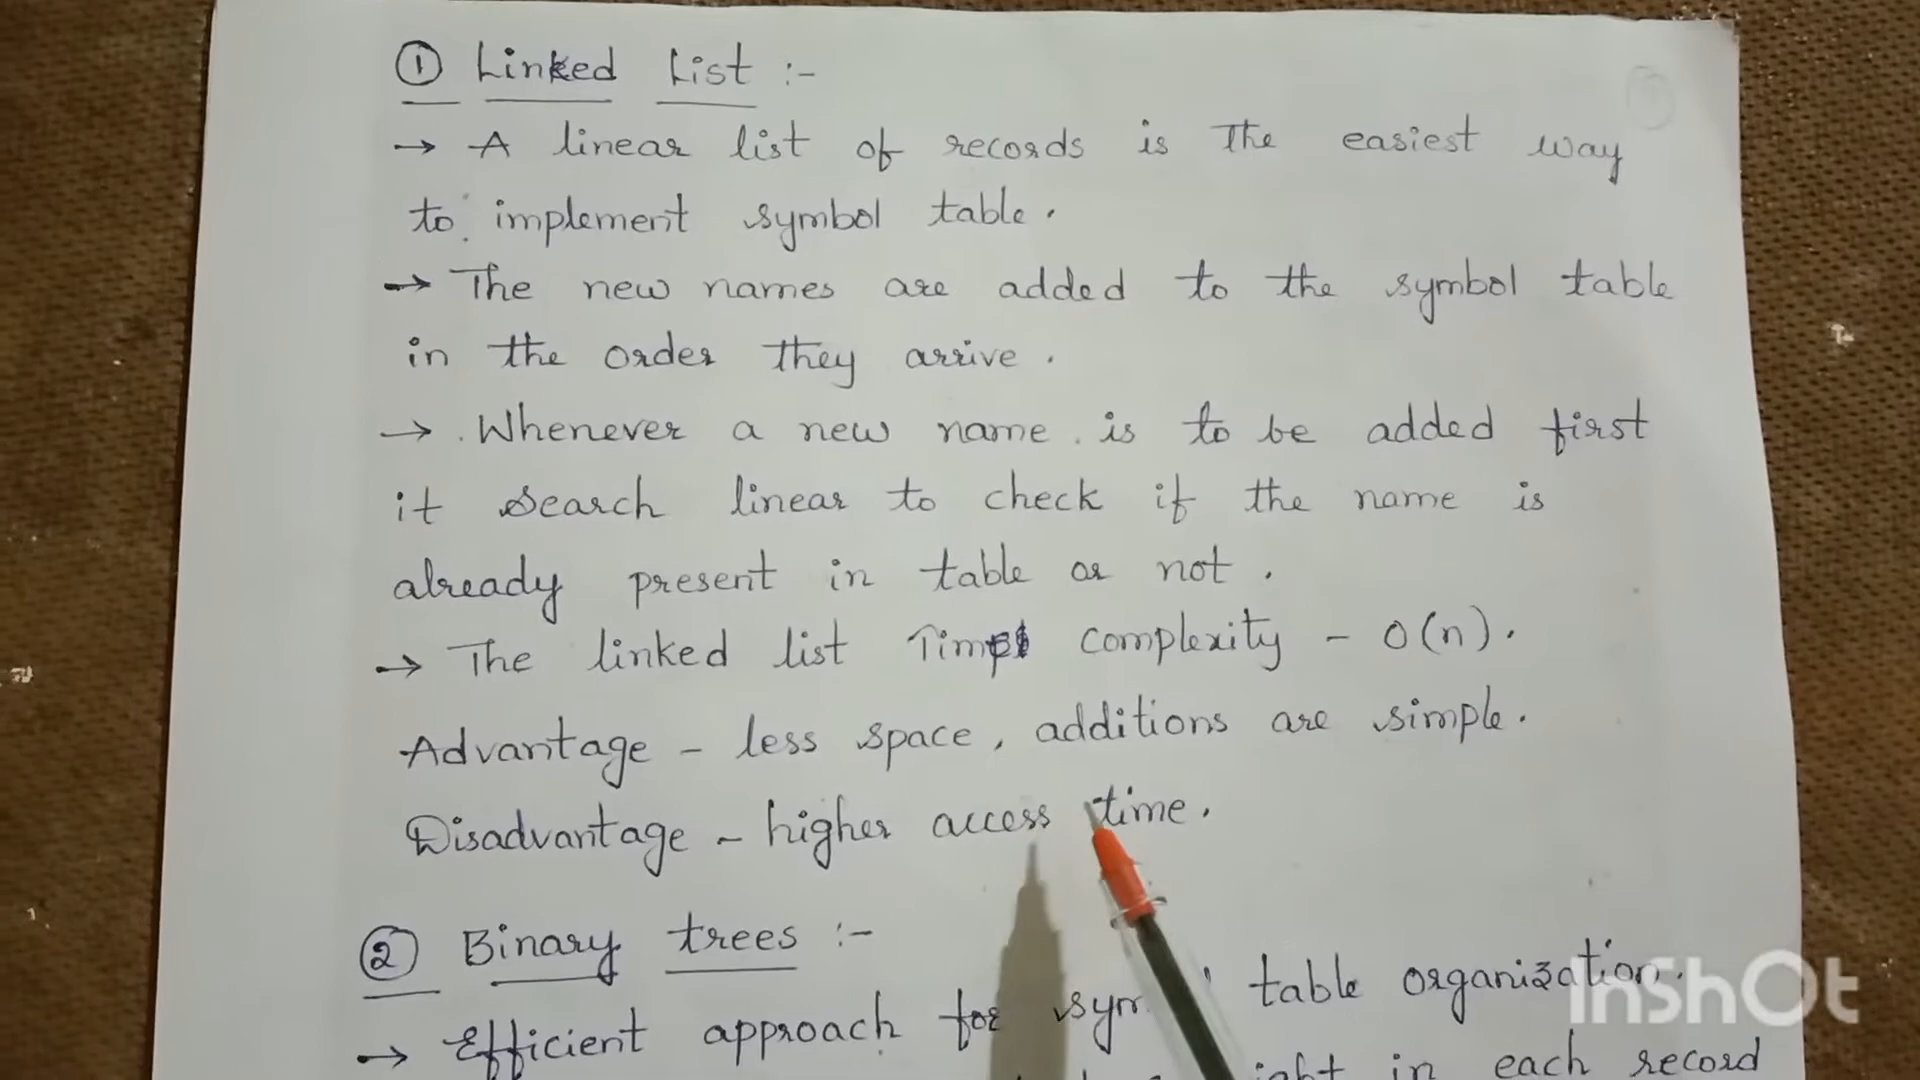 ① Linked List :-
→ A linear list of records is the easiest way
to implement symbol table.
→ The new names are added to the symbol table
in the order they arrive.
→ Whenever a new name is to be added first
it search linear to check if the name is
already present in table or not.
→ The linked list Time complexity - O(n).
Advantage - less space, additions are simple.
Disadvantage - higher access time.
② Binary trees :-
→ Efficient approach for table organization.
in each record
InShOt